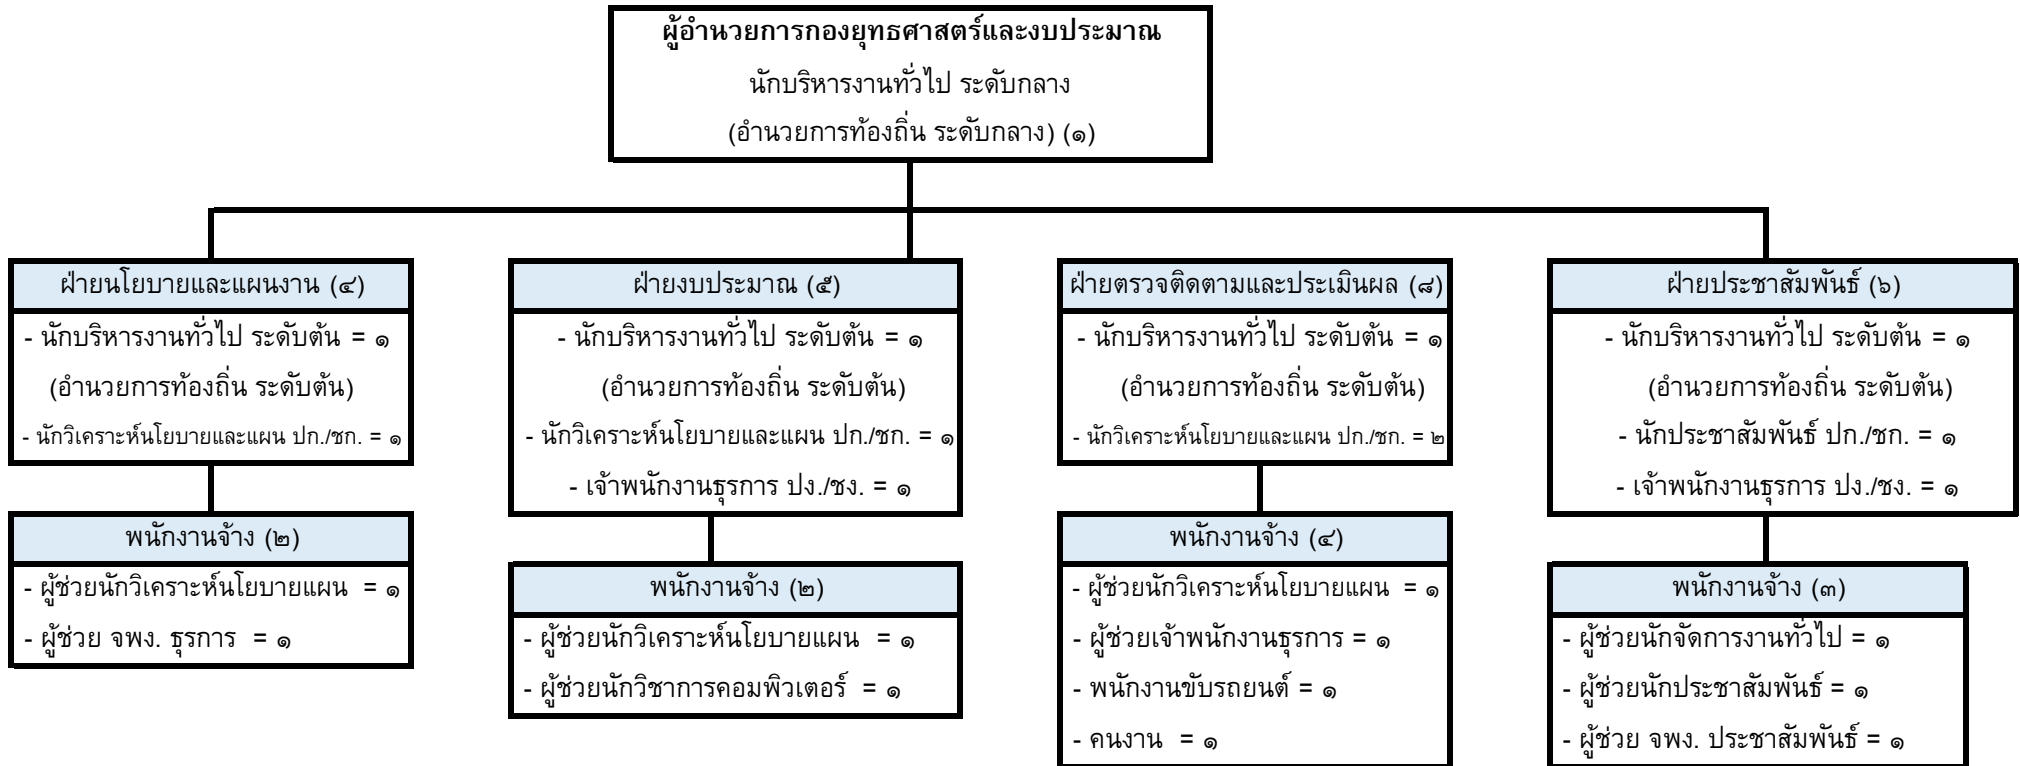 ผู้อำนวยการกองยุทธศาสตร์และงบประมาณ
นักบริหารงานทั่วไป ระดับกลาง
(อำนวยการท้องถิ่น ระดับกลาง) (๑)
ฝ่ายนโยบายและแผนงาน (๔)
- นักบริหารงานทั่วไป ระดับต้น = ๑
(อำนวยการท้องถิ่น ระดับต้น)
- นักวิเคราะห์นโยบายและแผน ปก./ชก. = ๑
พนักงานจ้าง (๒)
- ผู้ช่วยนักวิเคราะห์นโยบายแผน = ๑
- ผู้ช่วย จพง. ธุรการ = ๑
ฝ่ายงบประมาณ (๕)
- นักบริหารงานทั่วไป ระดับต้น = ๑
(อำนวยการท้องถิ่น ระดับต้น)
- นักวิเคราะห์นโยบายและแผน ปก./ชก. = ๑
- เจ้าพนักงานธุรการ ปง./ชง. = ๑
พนักงานจ้าง (๒)
- ผู้ช่วยนักวิเคราะห์นโยบายแผน = ๑
- ผู้ช่วยนักวิชาการคอมพิวเตอร์ = ๑
ฝ่ายตรวจติดตามและประเมินผล (๘)
- นักบริหารงานทั่วไป ระดับต้น = ๑
(อำนวยการท้องถิ่น ระดับต้น)
- นักวิเคราะห์นโยบายและแผน ปก./ชก. = ๒
พนักงานจ้าง (๔)
- ผู้ช่วยนักวิเคราะห์นโยบายแผน = ๑
- ผู้ช่วยเจ้าพนักงานธุรการ = ๑
- พนักงานขับรถยนต์ = ๑
- คนงาน = ๑
ฝ่ายประชาสัมพันธ์ (๖)
- นักบริหารงานทั่วไป ระดับต้น = ๑
(อำนวยการท้องถิ่น ระดับต้น)
- นักประชาสัมพันธ์ ปก./ชก. = ๑
- เจ้าพนักงานธุรการ ปง./ชง. = ๑
พนักงานจ้าง (๓)
- ผู้ช่วยนักจัดการงานทั่วไป = ๑
- ผู้ช่วยนักประชาสัมพันธ์ = ๑
- ผู้ช่วย จพง. ประชาสัมพันธ์ = ๑